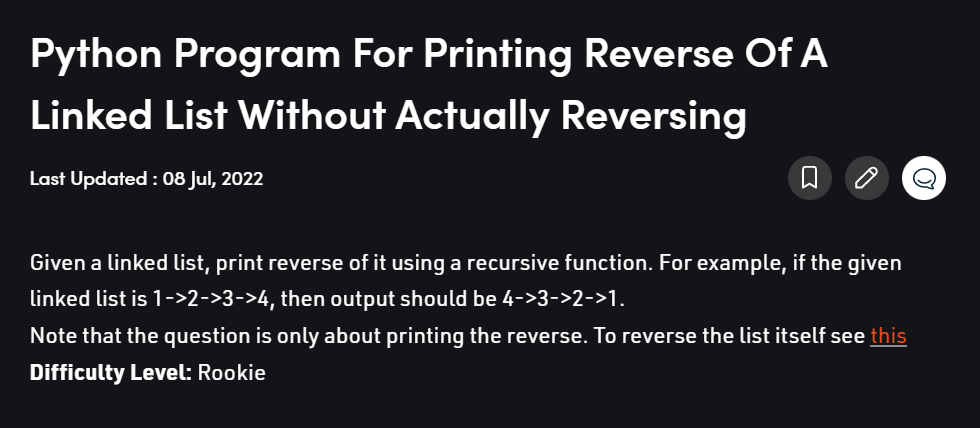 Python Program For Printing Reverse Of A
Linked List Without Actually Reversing
Last Updated : 08 Jul, 2022
Given a linked list, print reverse of it using a recursive function. For example, if the given
linked list is 1->2->3->4, then output should be 4->3->2->1.
Note that the question is only about printing the reverse. To reverse the list itself see this
Difficulty Level: Rookie